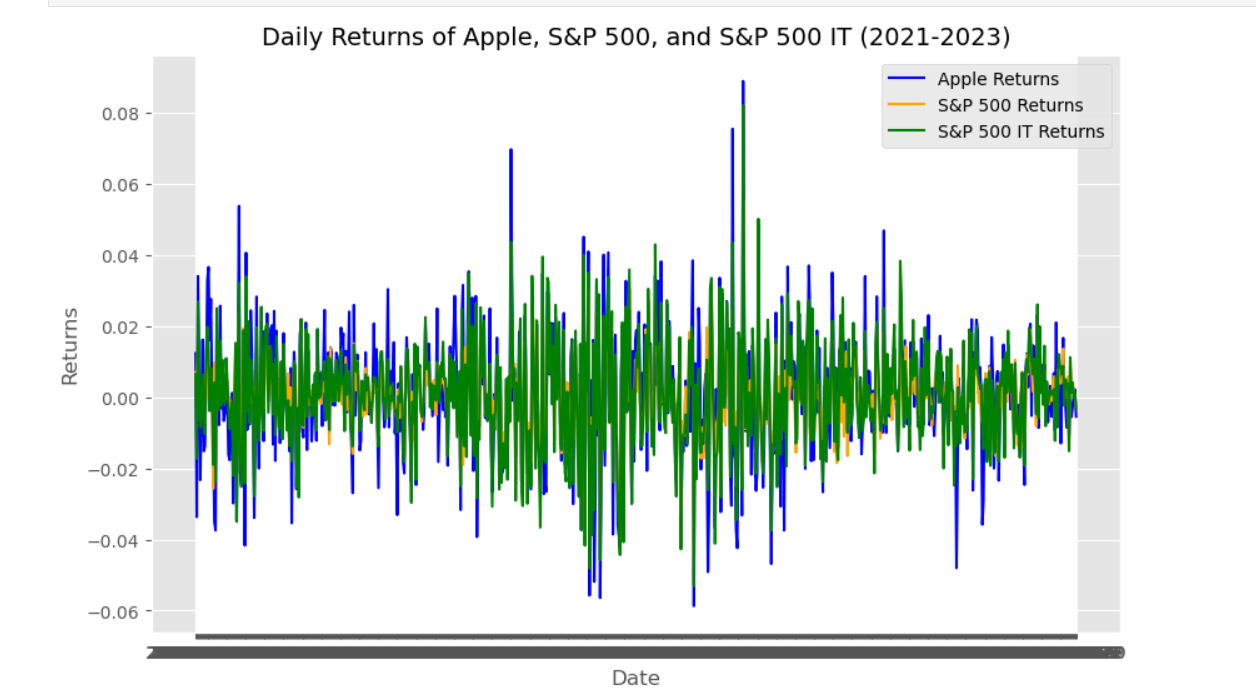 Daily Returns of Apple, S&P 500, and S&P 500 IT (2021-2023)
Apple Returns
S&P 500 Returns
S&P 500 IT Returns
0.08
0.06
0.04
0.02
0.00
−0.02
−0.04
−0.06
Returns
Date